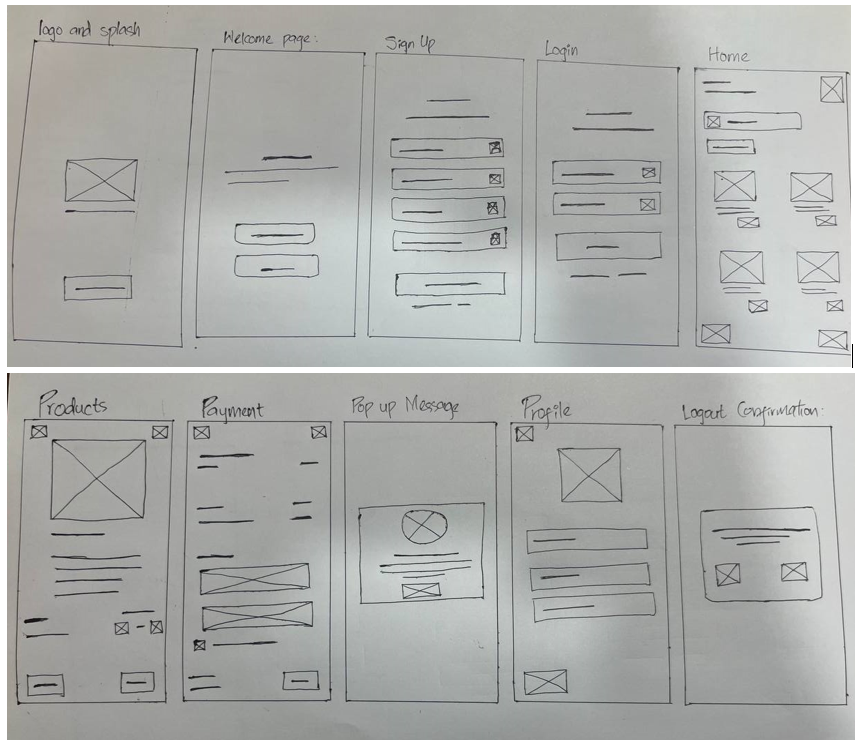 logo and splash
Welcome page:
Sign Up
Login
Home
Products
Payment
Pop up Message
Profile
Logout Confirmation: